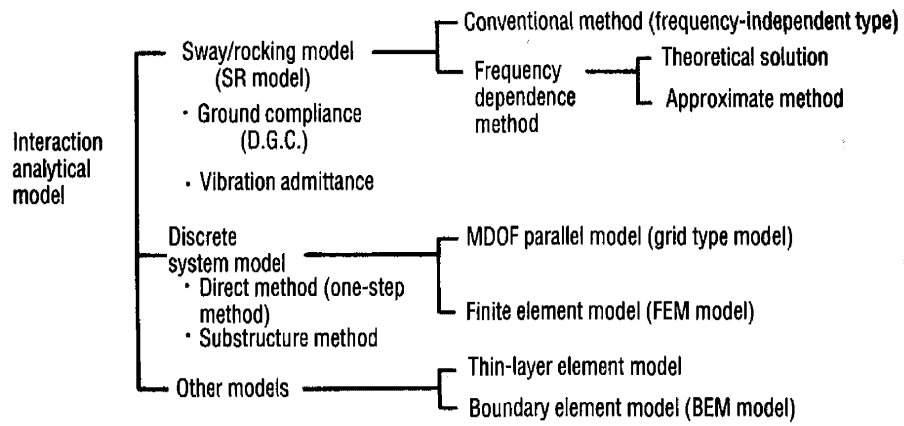 Interaction
analytical
model
Sway/rocking model
(SR model)
· Ground compliance
(D.G.C.)
· Vibration admittance
Conventional method (frequency-independent type)
Frequency
dependence
method
Theoretical solution
Approximate method
Discrete
system model
· Direct method (one-step
method)
· Substructure method
MDOF parallel model (grid type model)
Finite element model (FEM model)
Other models
Thin-layer element model
Boundary element model (BEM model)